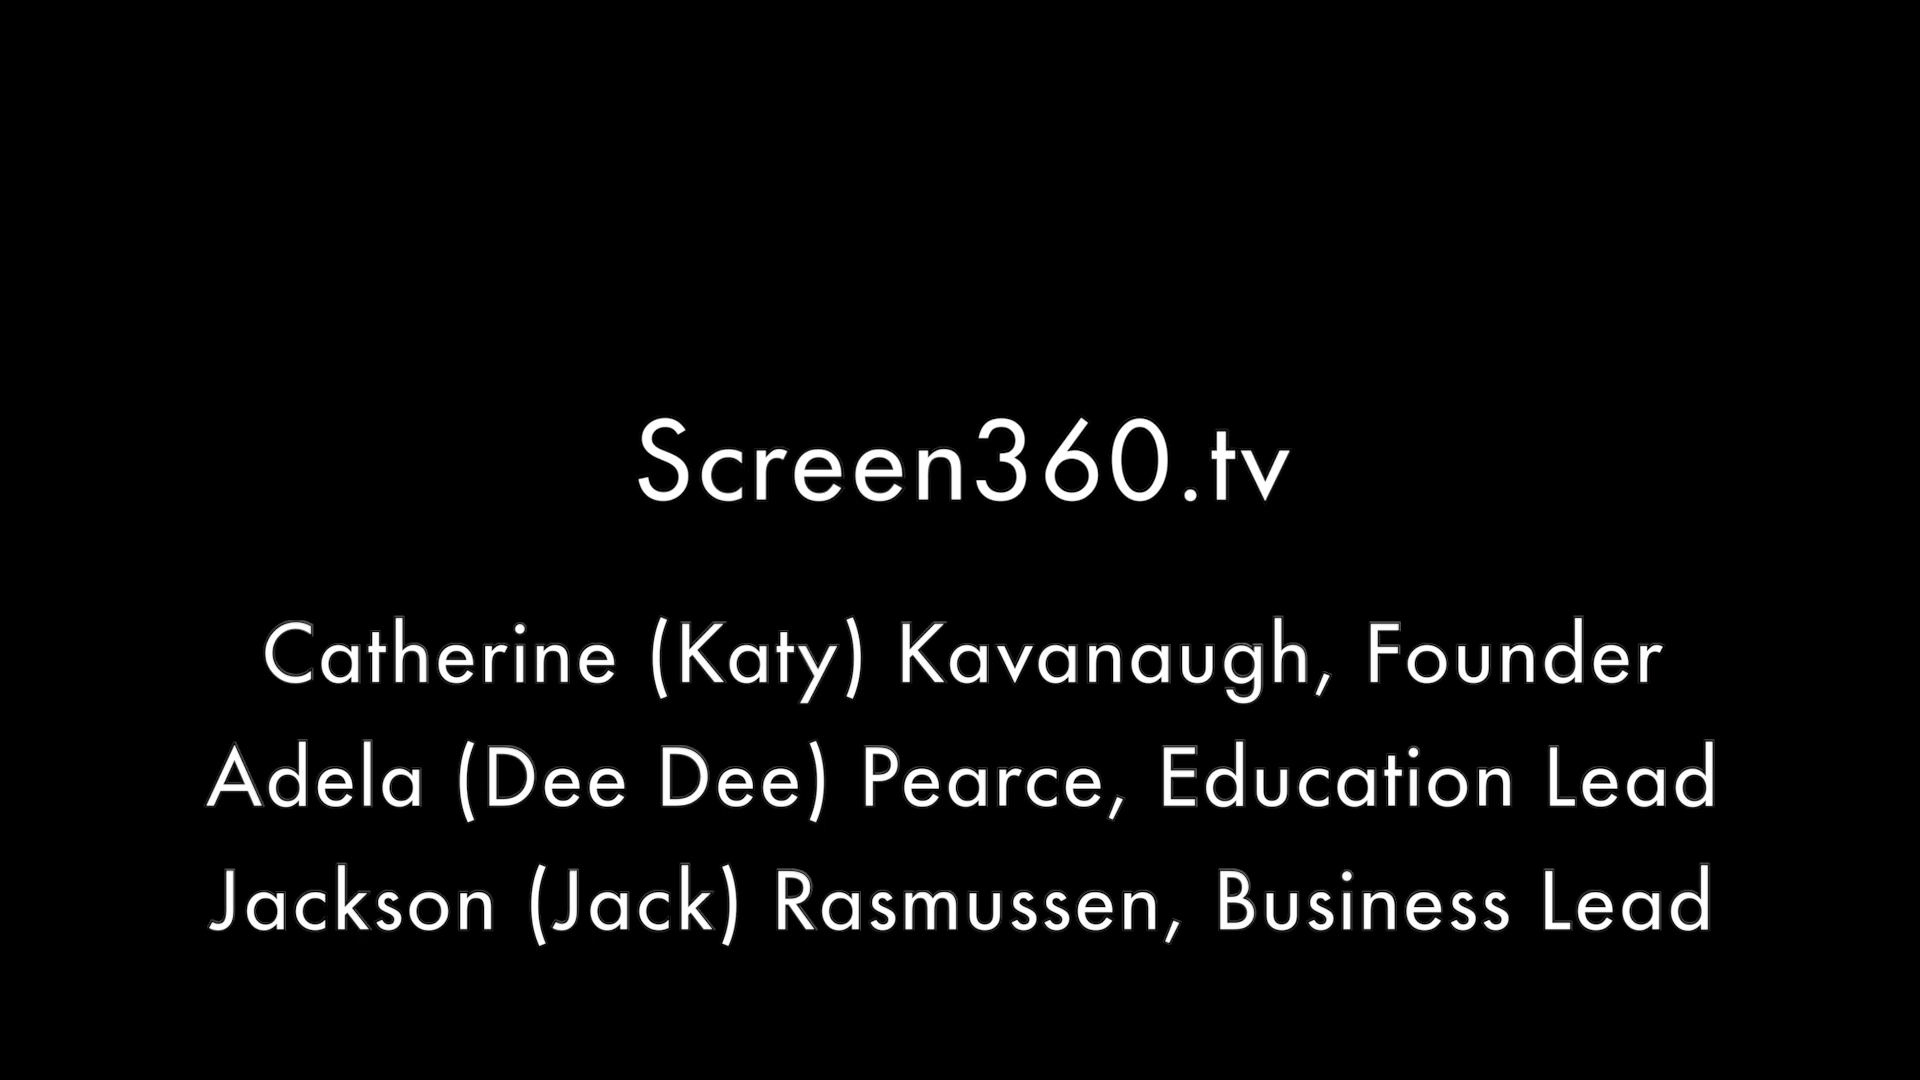 Screen360.tv
Catherine (Katy) Kavanaugh, Founder
Adela (Dee Dee) Pearce, Education Lead
Jackson (Jack) Rasmussen, Business Lead